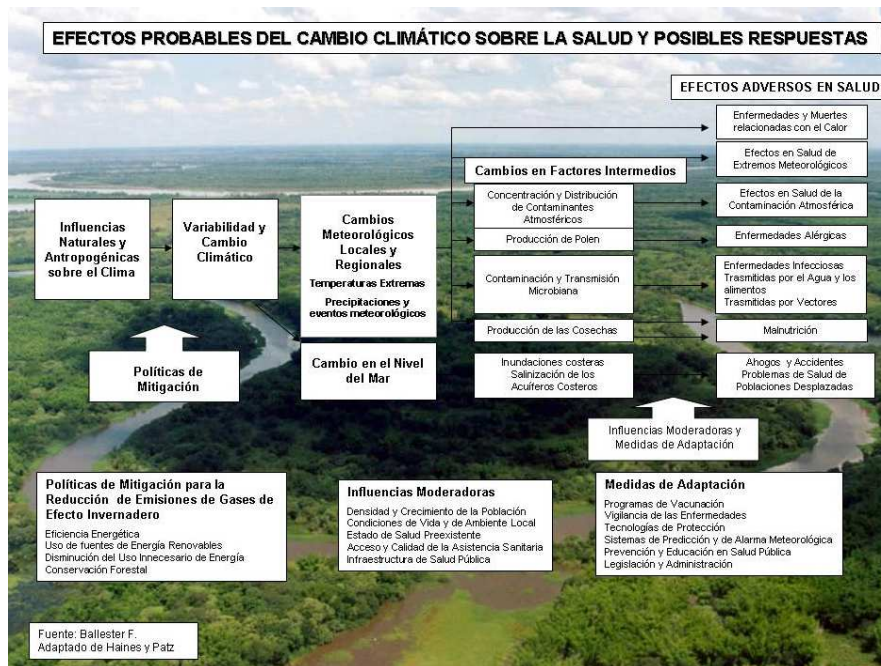 EFECTOS PROBABLES DEL CAMBIO CLIMÁTICO SOBRE LA SALUD Y POSIBLES RESPUESTAS
EFECTOS ADVERSOS EN SALUD
Enfermedades y Muertes
relacionadas con el Calor
Efectos en Salud de
Extremos Meteorológicos
Cambios en Factores Intermedios
Concentración y Distribución
de Contaminantes
Atmosféricos
Efectos en Salud de la
Contaminación Atmosférica
Influencias
Naturales y
Antropogénicas
sobre el Clima
Variabilidad y
Cambio
Climático
Cambios
Meteorológicos
Locales y
Regionales
Temperaturas Extremas
Precipitaciones y
eventos meteorológicos
Producción de Polen
Enfermedades Alérgicas
Contaminación y Transmisión
Microbiana
Enfermedades Infecciosas
Trasmitidas por el Agua y los
alimentos
Trasmitidas por Vectores
Producción de las Cosechas
Malnutrición
Políticas de
Mitigación
Cambio en el Nivel
del Mar
Inundaciones costeras
Salinización de los
Acuíferos Costeros
Ahogos y Accidentes
Problemas de Salud de
Poblaciones Desplazadas
Influencias Moderadoras y
Medidas de Adaptación
Políticas de Mitigación para la
Reducción de Emisiones de Gases de
Efecto Invernadero
Eficiencia Energética
Uso de fuentes de Energía Renovables
Disminución del Uso Innecesario de Energía
Conservación Forestal
Influencias Moderadoras
Densidad y Crecimiento de la Población
Condiciones de Vida y de Ambiente Local
Estado de Salud Preexistente
Acceso y Calidad de la Asistencia Sanitaria
Infraestructura de Salud Pública
Medidas de Adaptación
Programas de Vacunación
Vigilancia de las Enfermedades
Tecnologías de Protección
Sistemas de Predicción y de Alarma Meteorológica
Prevención y Educación en Salud Pública
Legislación y Administración
Fuente: Ballester F.
Adaptado de Haines y Patz